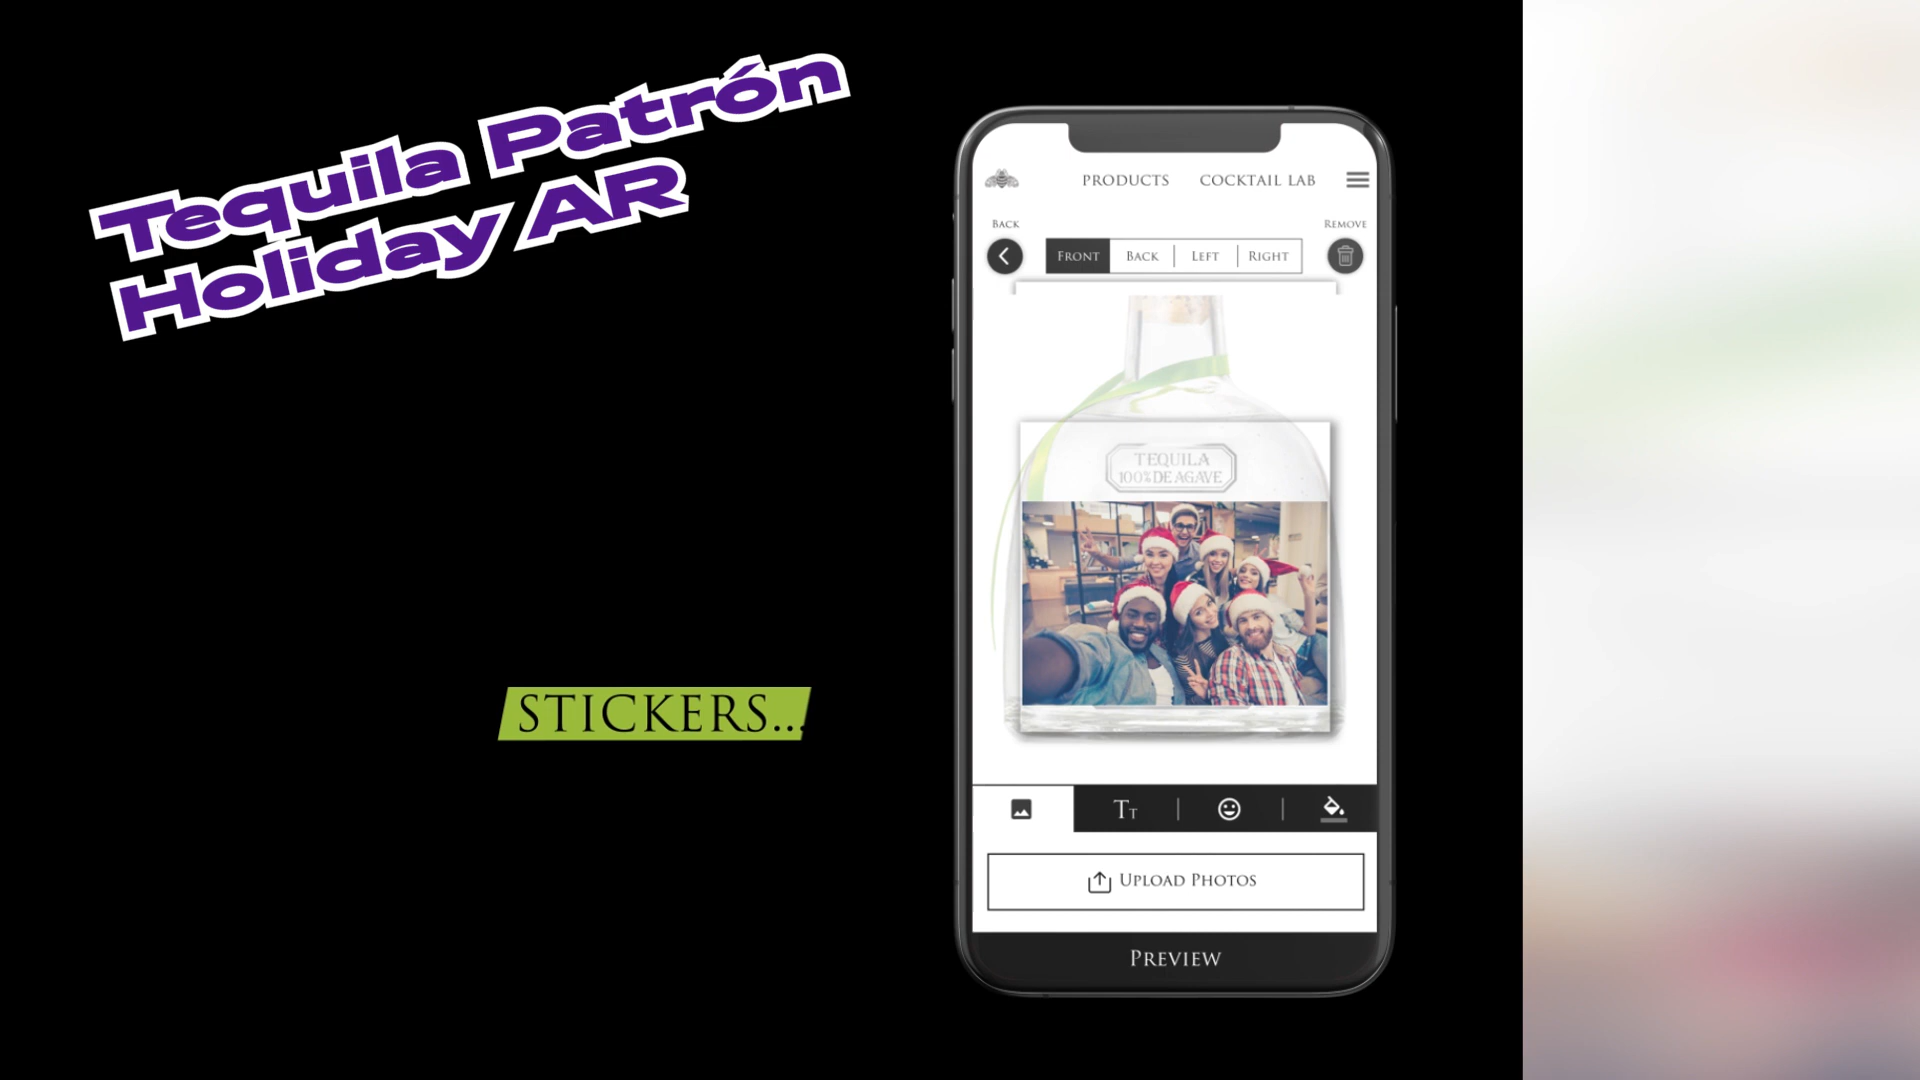 Tequila Patrón
Holiday AR
PRODUCTS COCKTAIL LAB
BACK
REMOVE
FRONT BACK LEFT RIGHT
TEQUILA
100% DE AGAVE
STICKERS...
TT
UPLOAD PHOTOS
PREVIEW